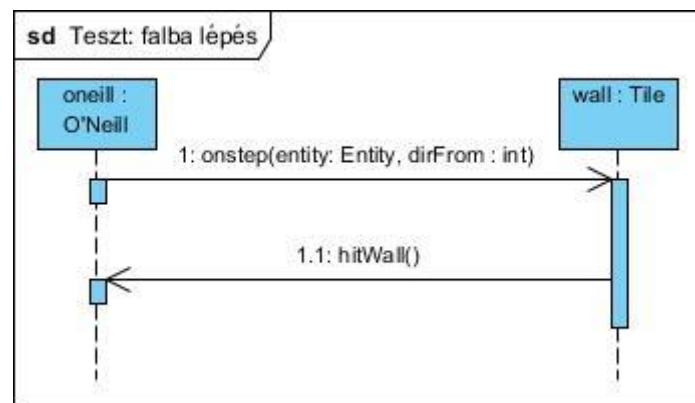 sd Teszt: falba lépés
oneill :
O'Neill
wall : Tile
1: onstep(entity: Entity, dirFrom : int)
1.1: hitWall()